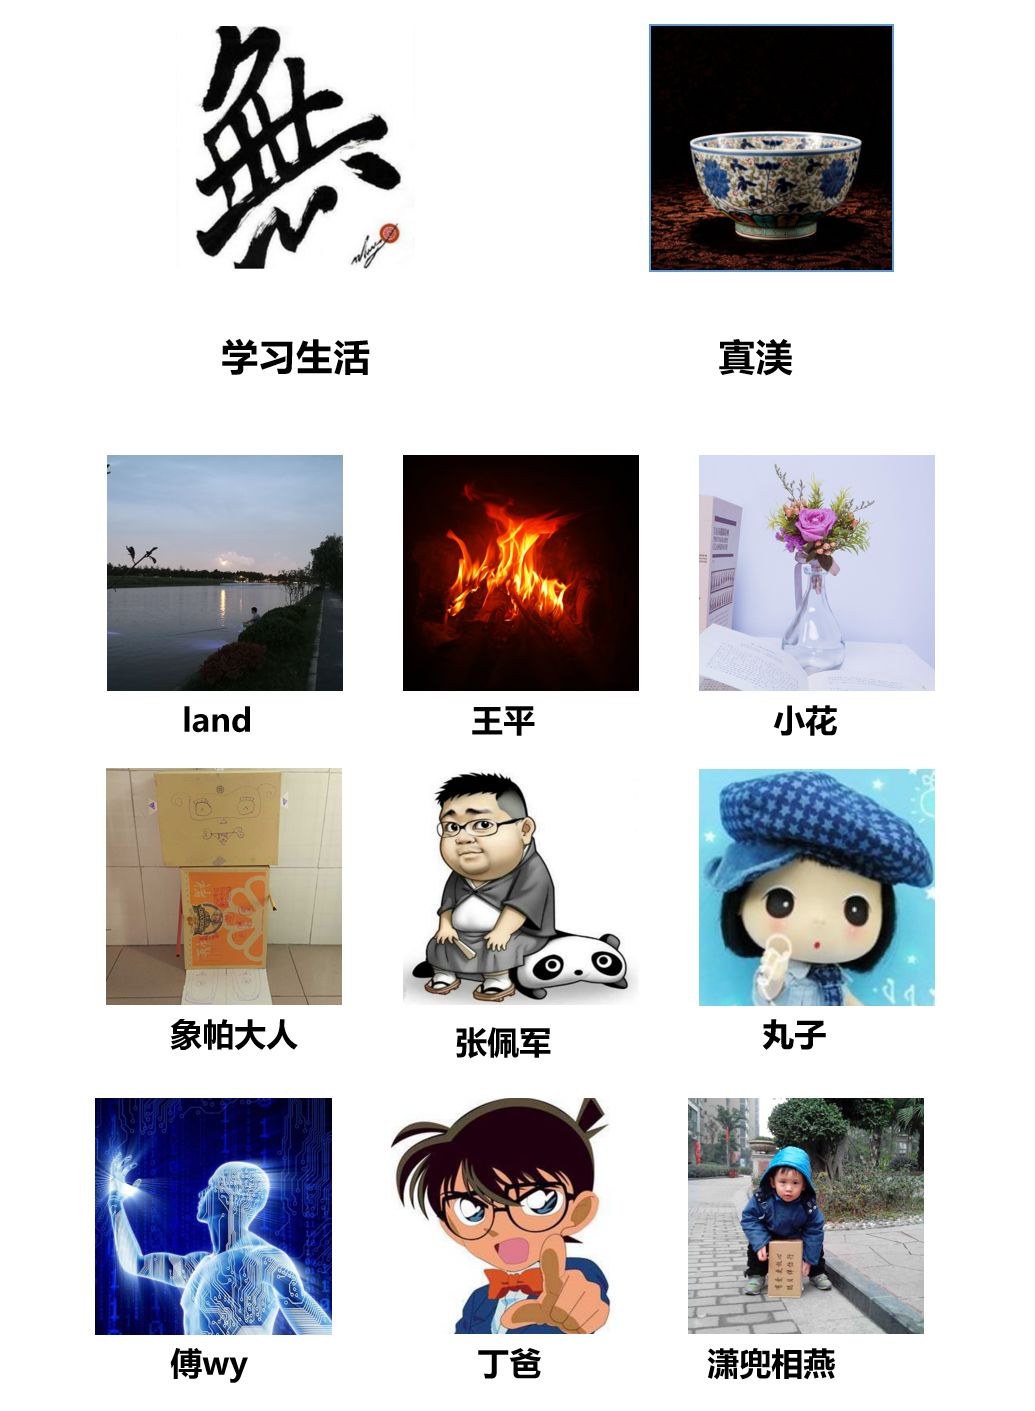 無
学习生活
寘渼
land
王平
小花
象帕大人
张佩军
丸子
傅wy
丁爸
潇兜相燕